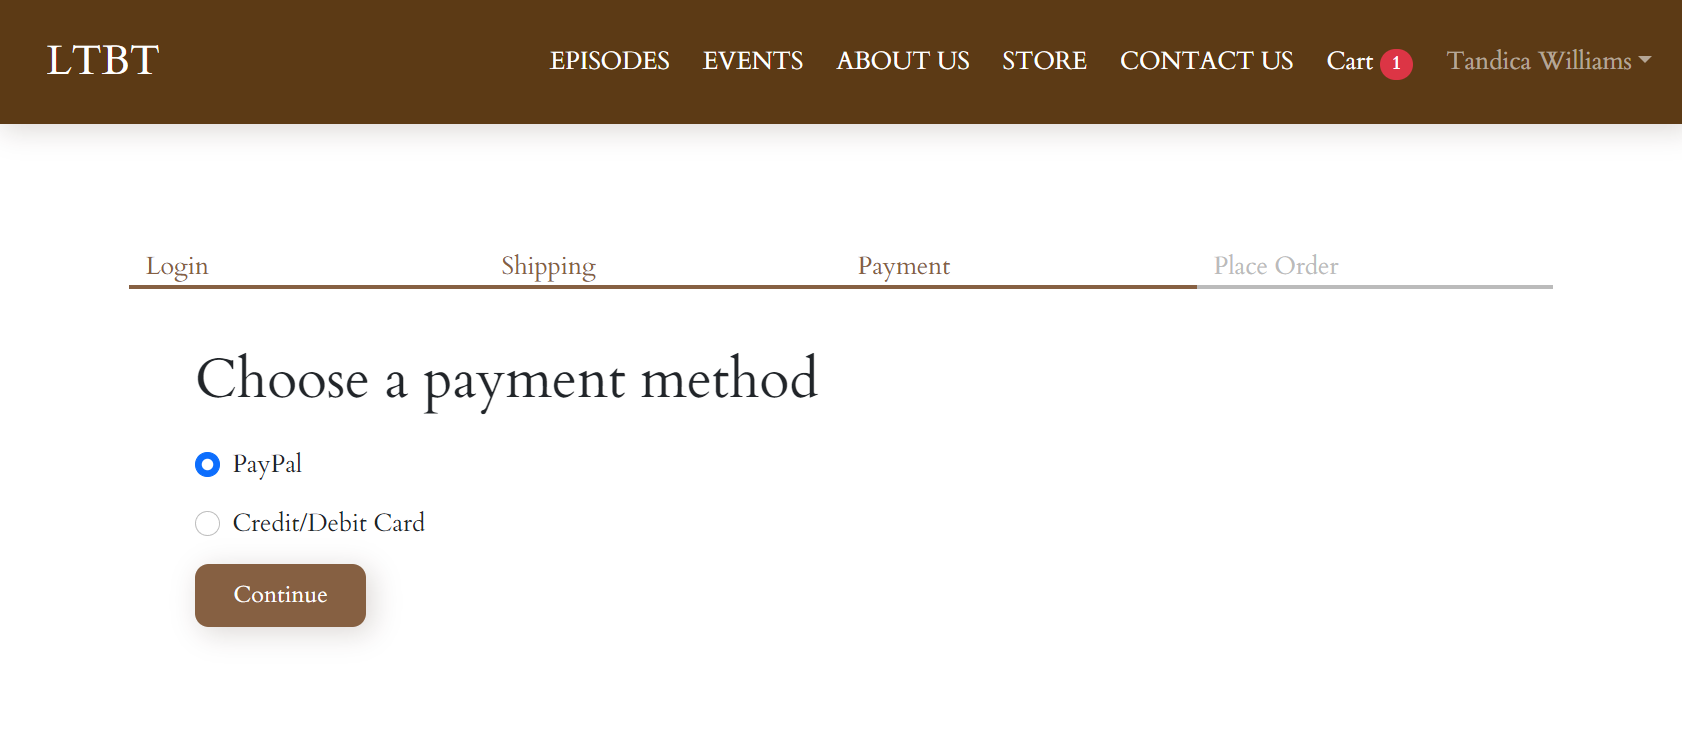 LTBT EPISODES EVENTS ABOUT US STORE CONTACT US Cart 1 Tandica Williams
Login Shipping Payment Place Order
Choose a payment method
PayPal
Credit/Debit Card
Continue